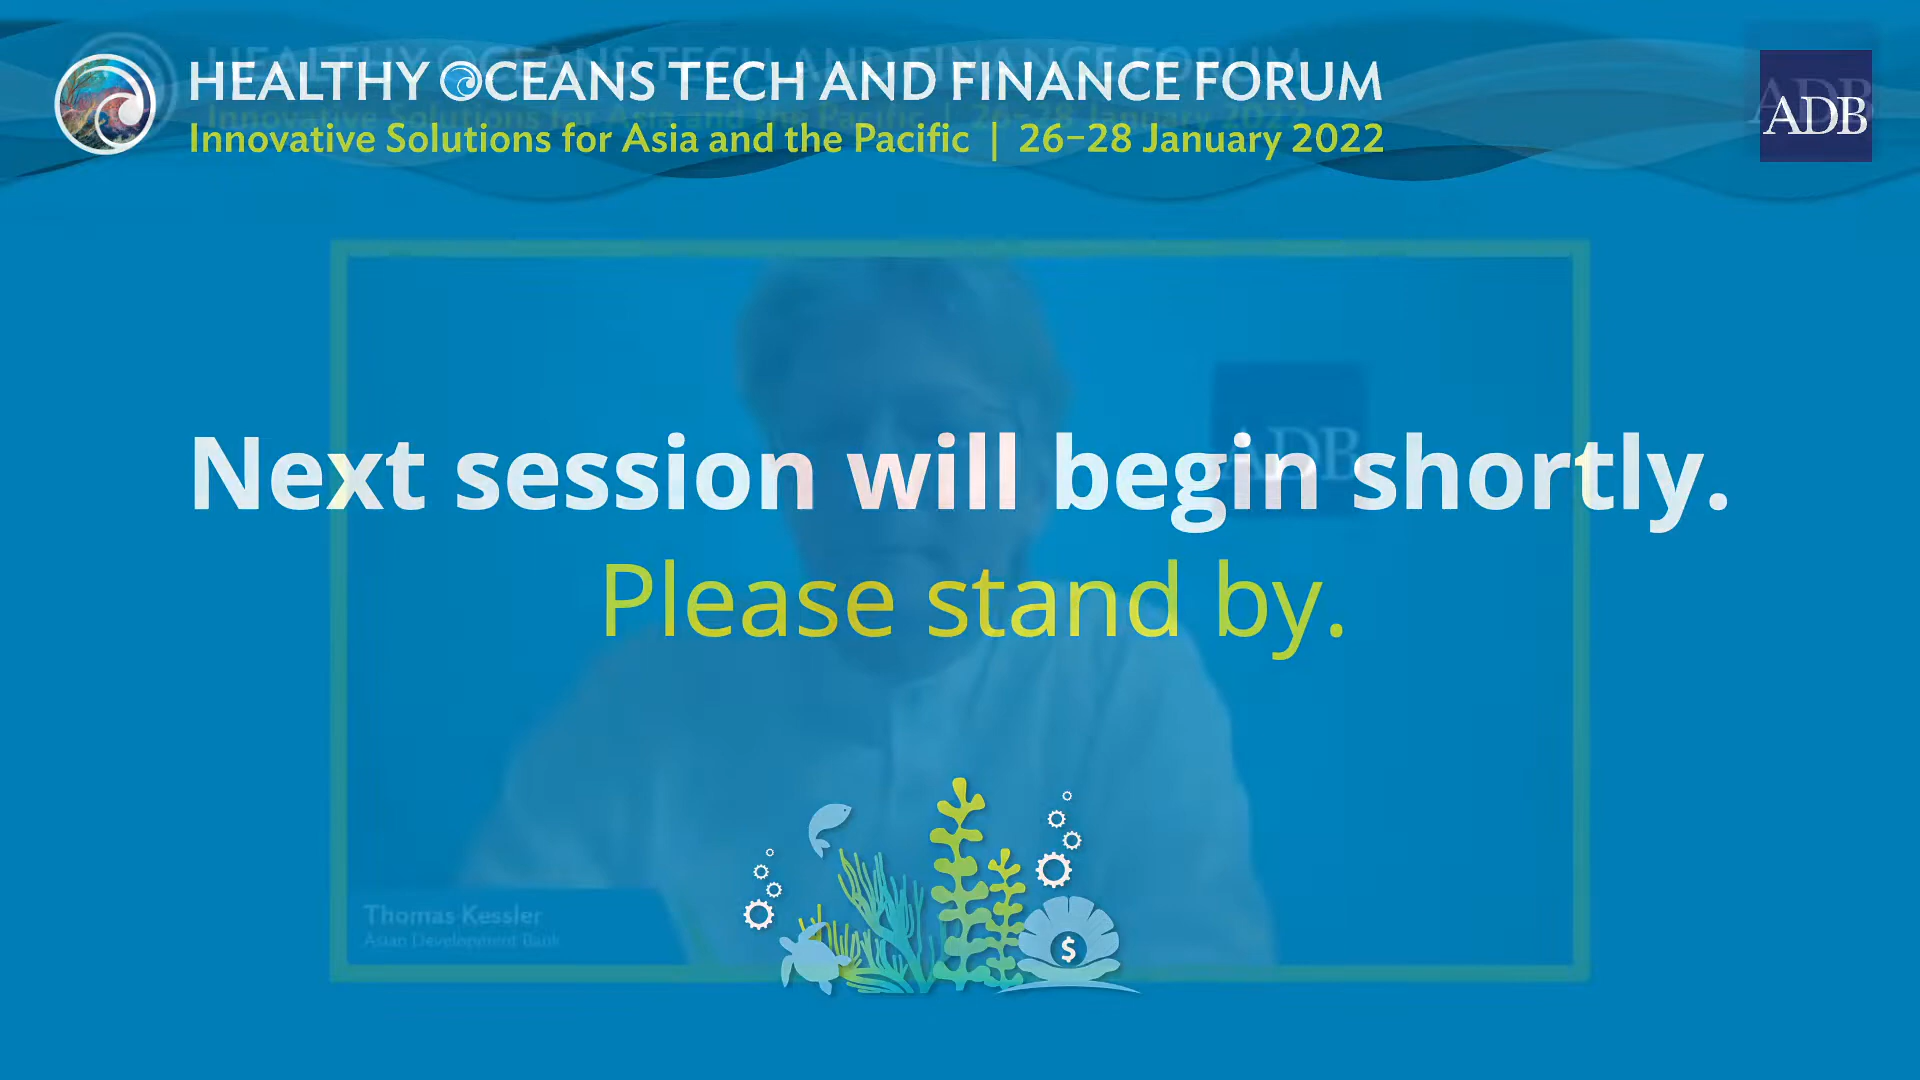 HEALTHY OCEANS TECH AND FINANCE FORUM
Innovative Solutions for Asia and the Pacific | 26–28 January 2022
ADB
ADB
Next session will begin shortly.
Please stand by.
Thomas Kessler
Asian Development Bank
$